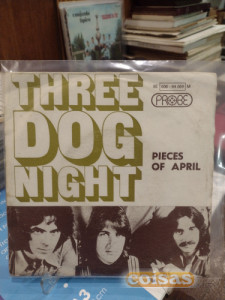 PROBE
THREE
DOG
NIGHT
PIECES
OF APRIL
coisas